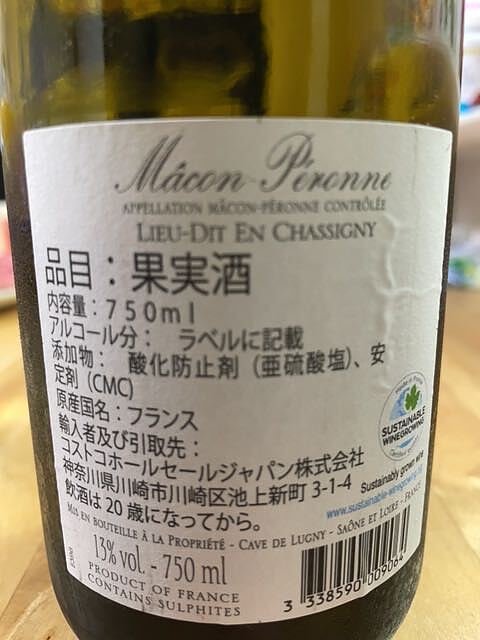 Mâcon-Péronne
APPELLATION MÂCON-PÉRONNE CONTRÔLÉE
LIEU-DIT EN CHASSIGNY
品目：果実酒
内容量：750ml
アルコール分： ラベルに記載
添加物： 酸化防止剤（亜硫酸塩）、安
定剤（CMC）
原産国名：フランス
輸入者及び引取先：
コストコホールセールジャパン株式会社
神奈川県川崎市川崎区池上新町 3-1-4
飲酒は 20 歳になってから。
SUSTAINABLE
WINEGROWING
Sustainably grown wine
www.sustainable-winegrowing
MIS EN BOUTEILLE À LA PROPRIÉTÉ - CAVE DE LUGNY - SAÔNE ET LOIRE - FRANCE
13% vol. - 750 ml
PRODUCT OF FRANCE
CONTAINS SULPHITES
3 338590 009064